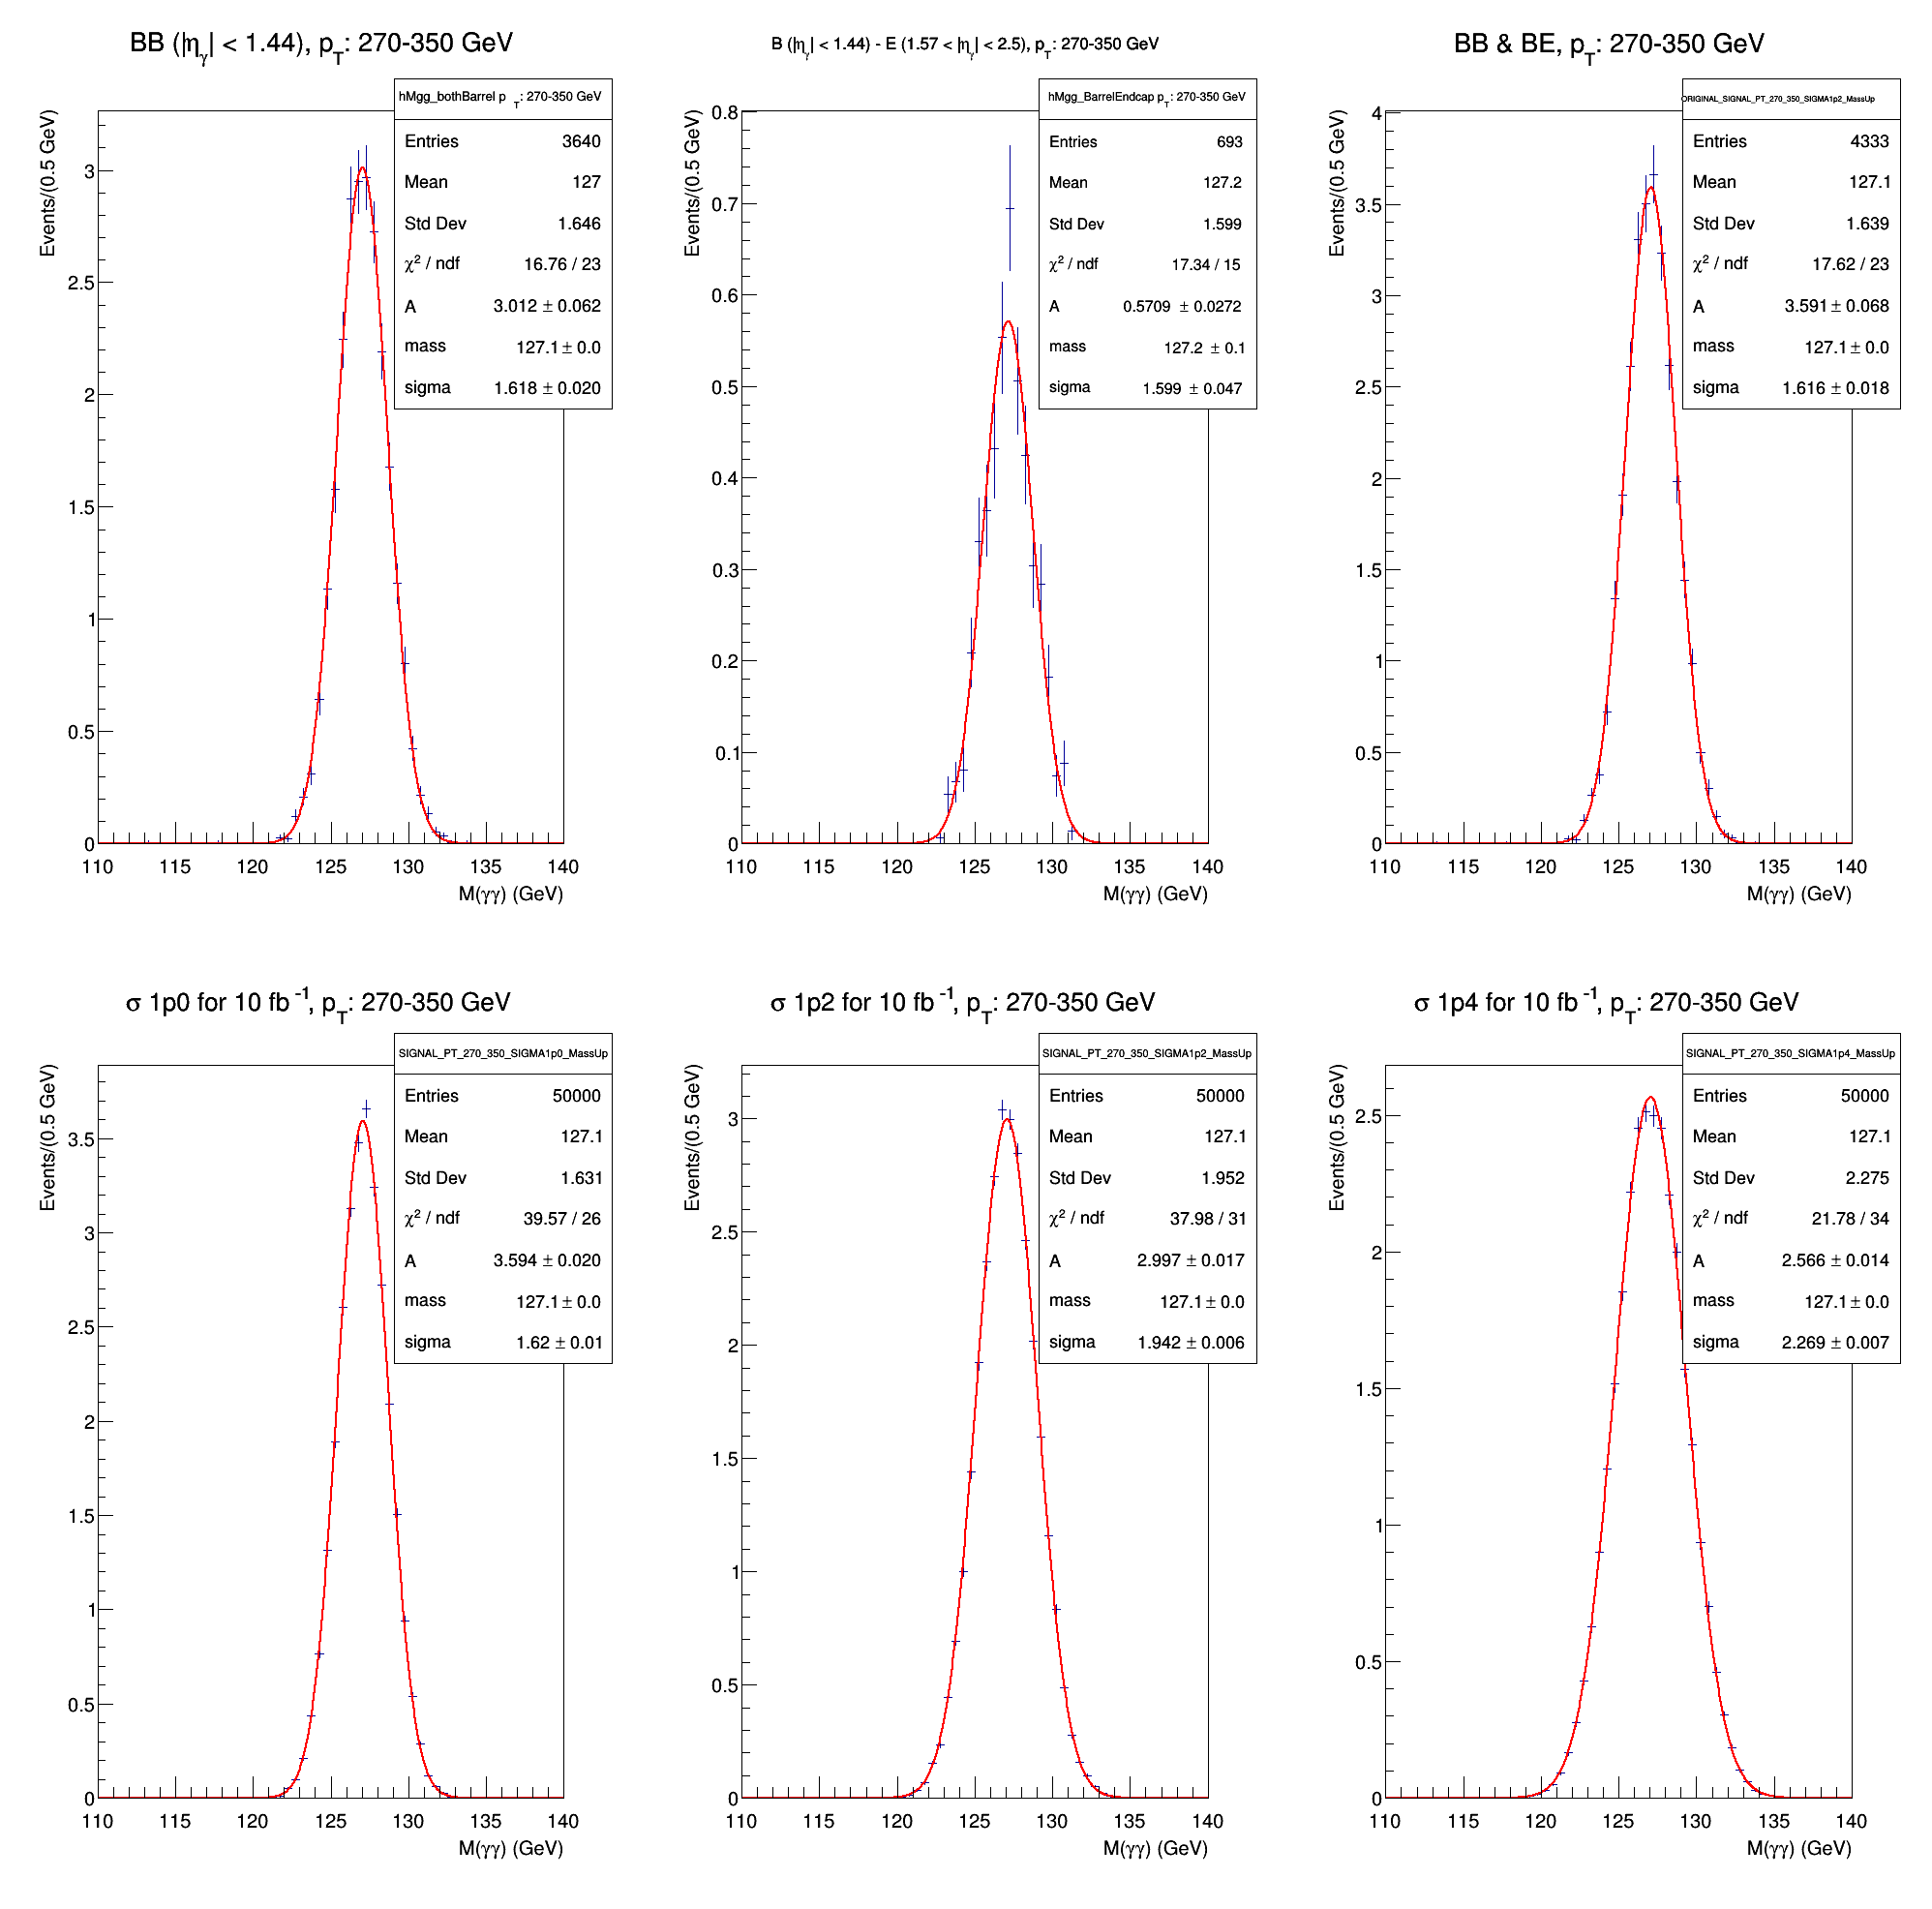 BB (|ηγ| < 1.44), pT: 270-350 GeV
hMgg_bothBarrel pT: 270-350 GeV
Entries 3640
Mean 127
Std Dev 1.646
χ2 / ndf 16.76 / 23
A 3.012 ± 0.062
mass 127.1 ± 0.0
sigma 1.618 ± 0.020
Events/(0.5 GeV)
3
2.5
2
1.5
1
0.5
0
110 115 120 125 130 135 140
M(γγ) (GeV)
B (|ηγ| < 1.44) - E (1.57 < |ηγ| < 2.5), pT: 270-350 GeV
hMgg_BarrelEndcap pT: 270-350 GeV
Entries 693
Mean 127.2
Std Dev 1.599
χ2 / ndf 17.34 / 15
A 0.5709 ± 0.0272
mass 127.2 ± 0.1
sigma 1.599 ± 0.047
Events/(0.5 GeV)
0.8
0.7
0.6
0.5
0.4
0.3
0.2
0.1
0
110 115 120 125 130 135 140
M(γγ) (GeV)
BB & BE, pT: 270-350 GeV
ORIGINAL_SIGNAL_PT_270_350_SIGMA1p2_MassUp
Entries 4333
Mean 127.1
Std Dev 1.639
χ2 / ndf 17.62 / 23
A 3.591 ± 0.068
mass 127.1 ± 0.0
sigma 1.616 ± 0.018
Events/(0.5 GeV)
4
3.5
3
2.5
2
1.5
1
0.5
0
110 115 120 125 130 135 140
M(γγ) (GeV)
σ 1p0 for 10 fb-1, pT: 270-350 GeV
SIGNAL_PT_270_350_SIGMA1p0_MassUp
Entries 50000
Mean 127.1
Std Dev 1.631
χ2 / ndf 39.57 / 26
A 3.594 ± 0.020
mass 127.1 ± 0.0
sigma 1.62 ± 0.01
Events/(0.5 GeV)
3.5
3
2.5
2
1.5
1
0.5
0
110 115 120 125 130 135 140
M(γγ) (GeV)
σ 1p2 for 10 fb-1, pT: 270-350 GeV
SIGNAL_PT_270_350_SIGMA1p2_MassUp
Entries 50000
Mean 127.1
Std Dev 1.952
χ2 / ndf 37.98 / 31
A 2.997 ± 0.017
mass 127.1 ± 0.0
sigma 1.942 ± 0.006
Events/(0.5 GeV)
3
2.5
2
1.5
1
0.5
0
110 115 120 125 130 135 140
M(γγ) (GeV)
σ 1p4 for 10 fb-1, pT: 270-350 GeV
SIGNAL_PT_270_350_SIGMA1p4_MassUp
Entries 50000
Mean 127.1
Std Dev 2.275
χ2 / ndf 21.78 / 34
A 2.566 ± 0.014
mass 127.1 ± 0.0
sigma 2.269 ± 0.007
Events/(0.5 GeV)
2.5
2
1.5
1
0.5
0
110 115 120 125 130 135 140
M(γγ) (GeV)